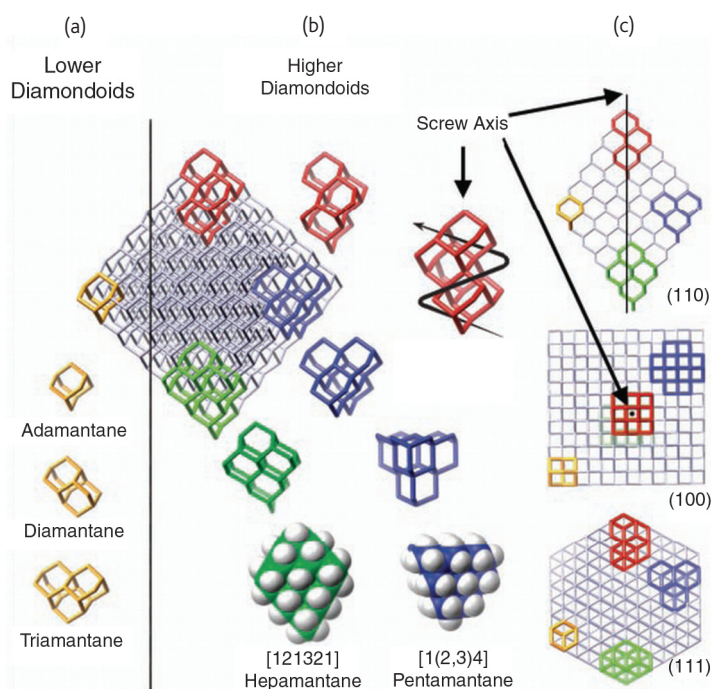 (a)
(b)
(c)
Lower
Diamondoids
Higher
Diamondoids
Screw Axis
(110)
Adamantane
(100)
Diamantane
Triamantane
[121321]
Hepamantane
[1(2,3)4]
Pentamantane
(111)